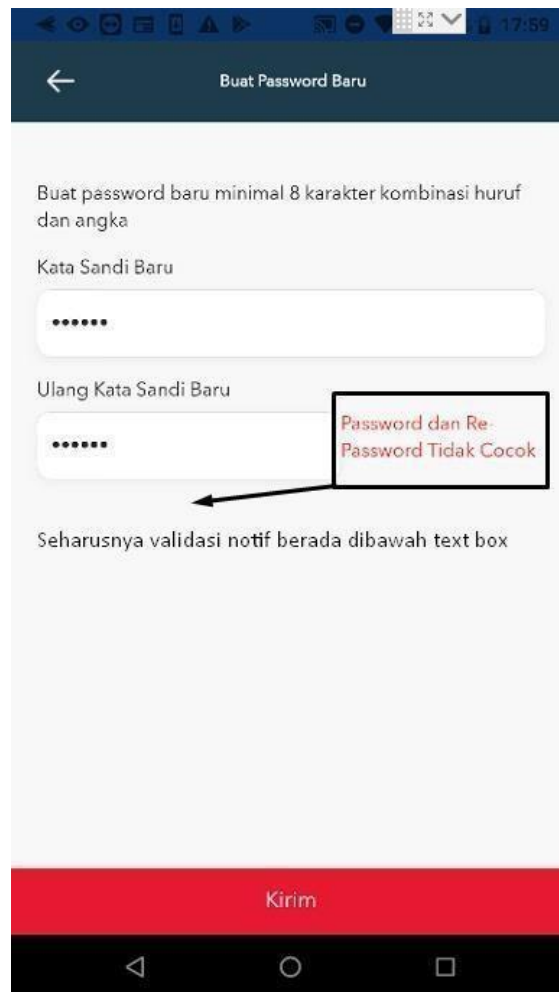 17:59
Buat Password Baru
Buat password baru minimal 8 karakter kombinasi huruf
dan angka
Kata Sandi Baru
••••••
Ulang Kata Sandi Baru
••••••
Password dan Re-
Password Tidak Cocok
Seharusnya validasi notif berada dibawah text box
Kirim